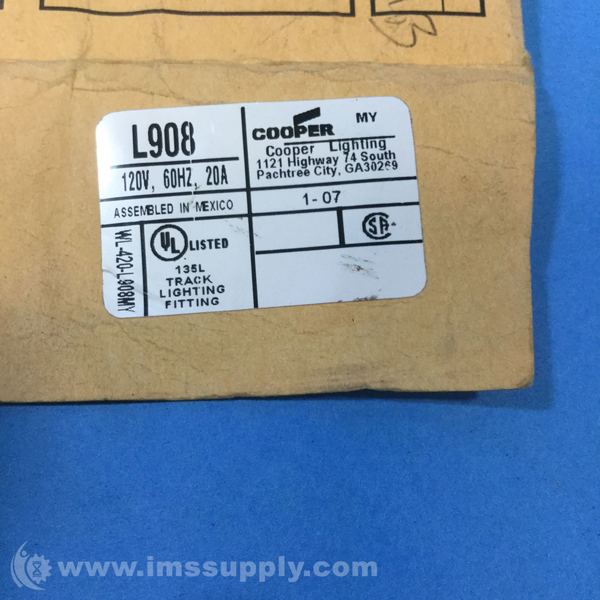 L908
120V, 60HZ, 20A
ASSEMBLED IN MEXICO
WL-420-L908MY
UL LISTED
135L
TRACK
LIGHTING
FITTING
COOPER MY
Cooper Lighting
1121 Highway 74 South
Pachtree City, GA30269
1-07
SA
www.imssupply.com